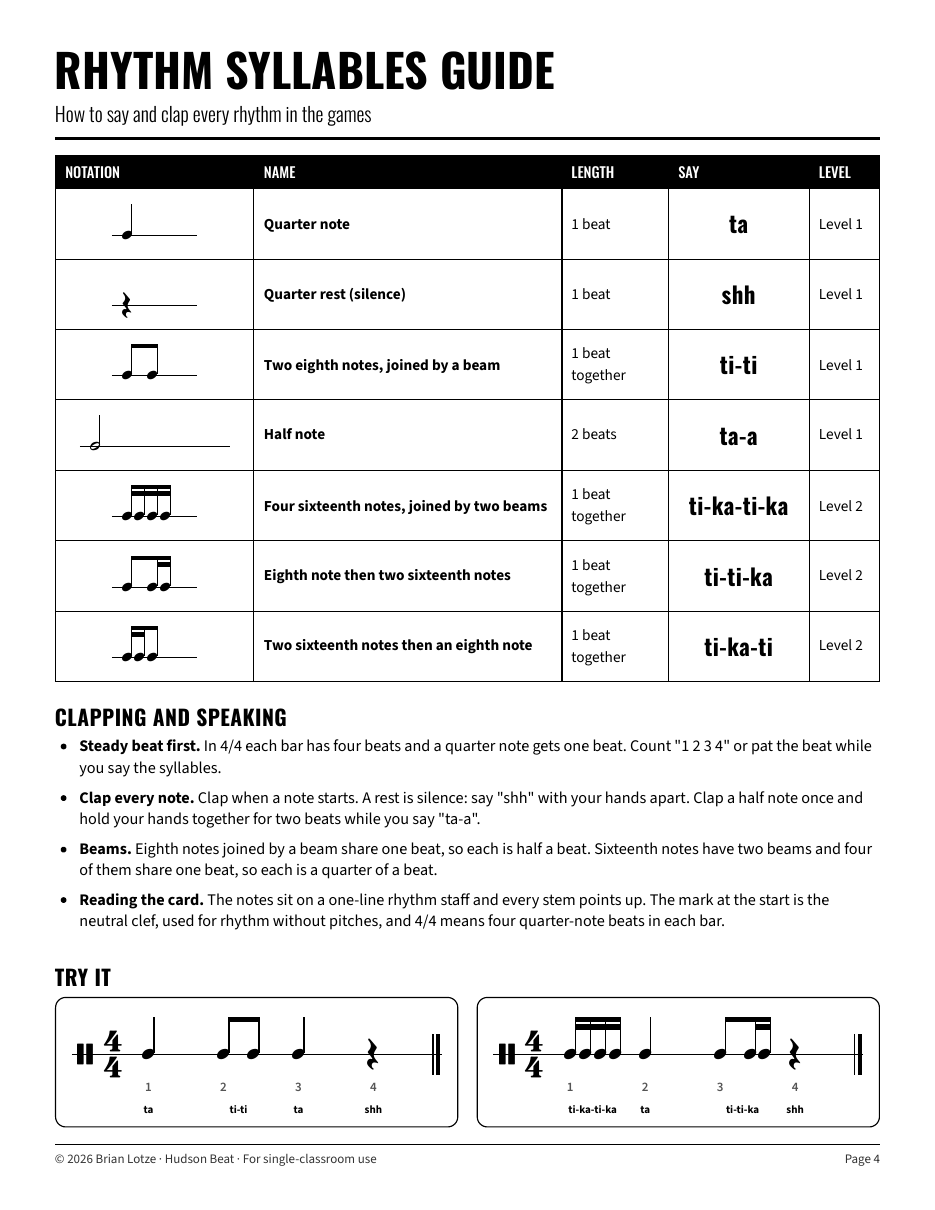 RHYTHM SYLLABLES GUIDE
How to say and clap every rhythm in the games
NOTATION NAME LENGTH SAY LEVEL
Quarter note 1 beat ta Level 1
Quarter rest (silence) 1 beat shh Level 1
Two eighth notes, joined by a beam 1 beat together ti-ti Level 1
Half note 2 beats ta-a Level 1
Four sixteenth notes, joined by two beams 1 beat together ti-ka-ti-ka Level 2
Eighth note then two sixteenth notes 1 beat together ti-ti-ka Level 2
Two sixteenth notes then an eighth note 1 beat together ti-ka-ti Level 2
CLAPPING AND SPEAKING
• Steady beat first. In 4/4 each bar has four beats and a quarter note gets one beat. Count "1 2 3 4" or pat the beat while
you say the syllables.
• Clap every note. Clap when a note starts. A rest is silence: say "shh" with your hands apart. Clap a half note once and
hold your hands together for two beats while you say "ta-a".
• Beams. Eighth notes joined by a beam share one beat, so each is half a beat. Sixteenth notes have two beams and four
of them share one beat, so each is a quarter of a beat.
• Reading the card. The notes sit on a one-line rhythm staff and every stem points up. The mark at the start is the
neutral clef, used for rhythm without pitches, and 4/4 means four quarter-note beats in each bar.
TRY IT
4
4
1 2 3 4
ta ti-ti ta shh
4
4
1 2 3 4
ti-ka-ti-ka ta ti-ti-ka shh
© 2026 Brian Lotze · Hudson Beat · For single-classroom use Page 4